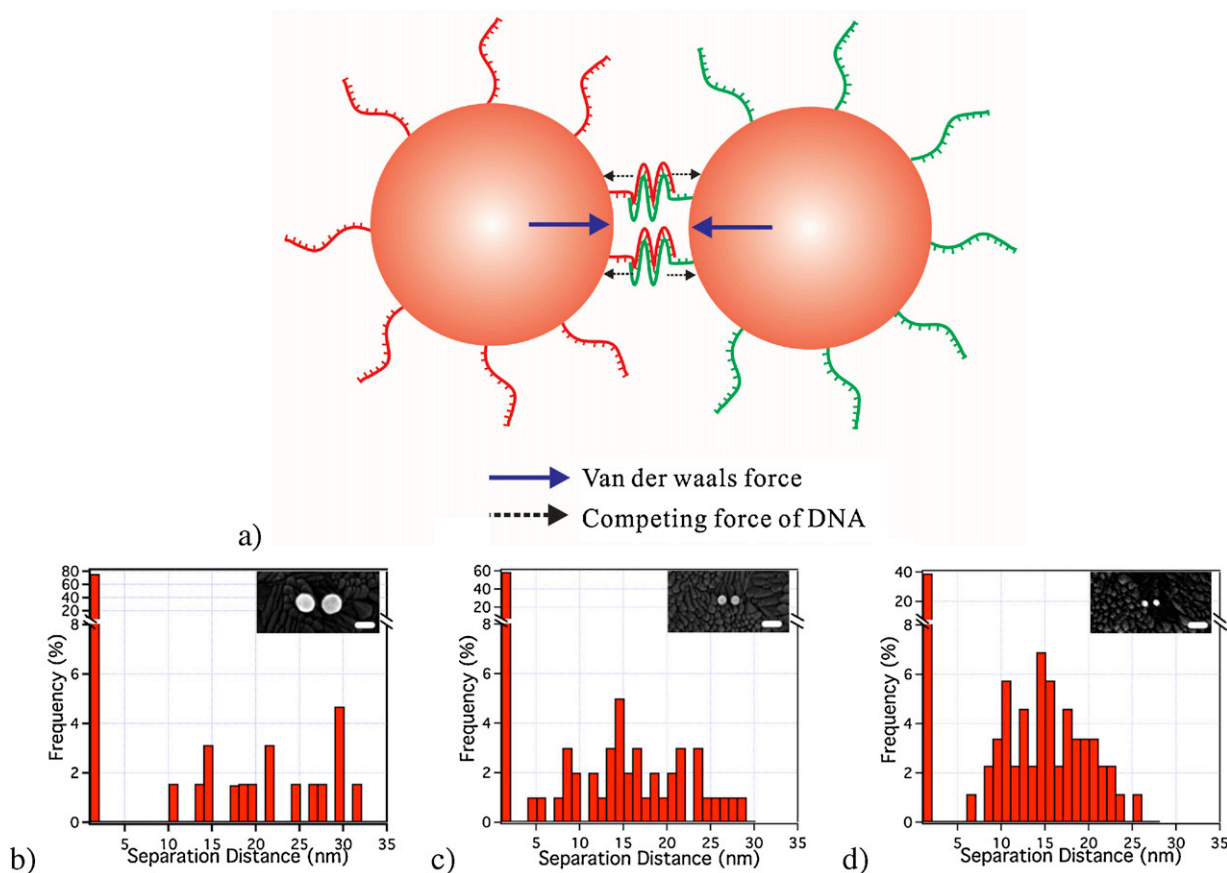 Van der waals force
Competing force of DNA
a)
80
60
40
20
8
6
4
2
0
Frequency (%)
5 10 15 20 25 30 35
Separation Distance (nm)
b)
60
40
20
8
6
4
2
0
Frequency (%)
5 10 15 20 25 30 35
Separation Distance (nm)
c)
40
20
8
6
4
2
0
Frequency (%)
5 10 15 20 25 30 35
Separation Distance (nm)
d)